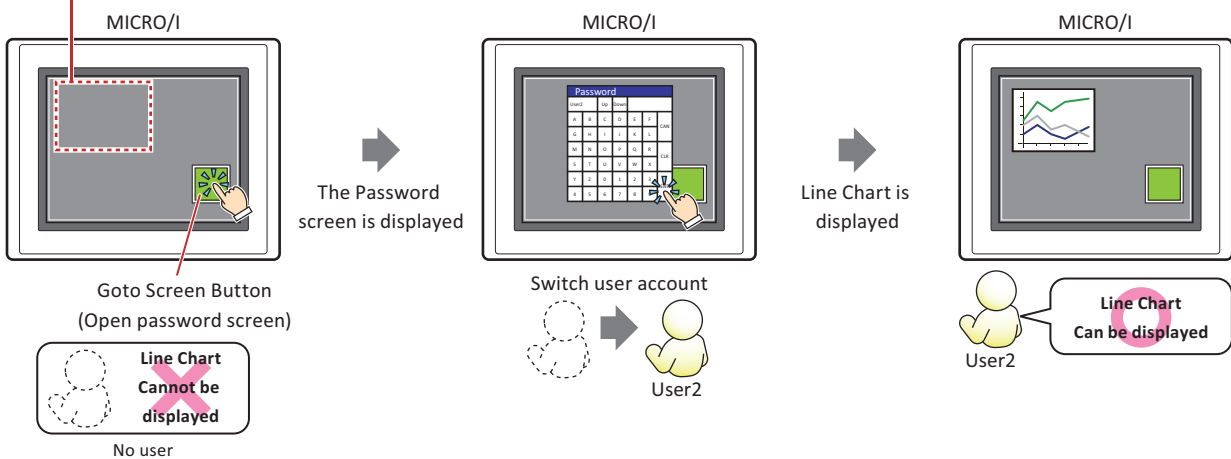 MICRO/I
MICRO/I
MICRO/I
Password
User2 Up Down
A B C D E F CAN
G H I J K L
M N O P Q R CLR
S T U V W X
Y Z 0 1 2 3
4 5 6 7 8
The Password
screen is displayed
Line Chart is
displayed
Goto Screen Button
(Open password screen)
Line Chart
Cannot be
displayed
No user
Switch user account
User2
Line Chart
Can be displayed
User2